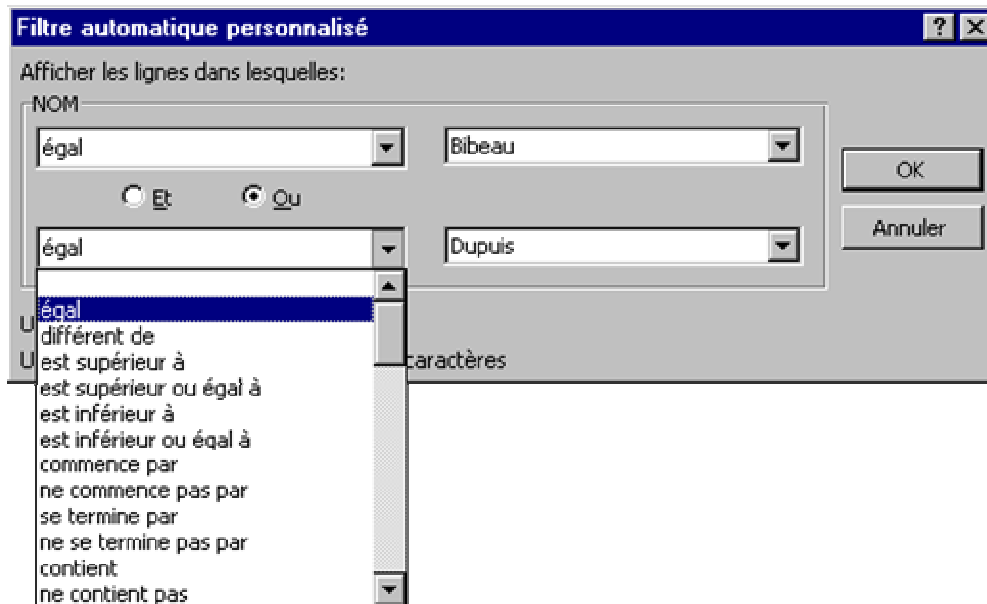 Filtre automatique personnalisé
Afficher les lignes dans lesquelles:
NOM
égal
Bibeau
OK
Et
Ou
Annuler
égal
Dupuis
égal
différent de
est supérieur à
est supérieur ou égal à
caractères
est inférieur à
est inférieur ou égal à
commence par
ne commence pas par
se termine par
ne se termine pas par
contient
ne contient pas